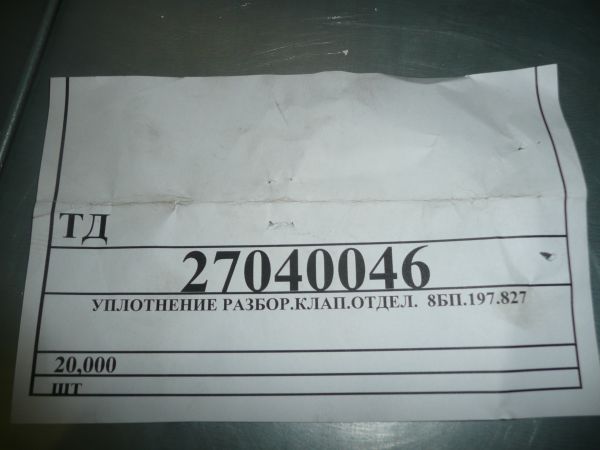 ТД
27040046
УПЛОТНЕНИЕ РАЗБОР.КЛАП.ОТДЕЛ. 8БП.197.827
20,000
ШТ